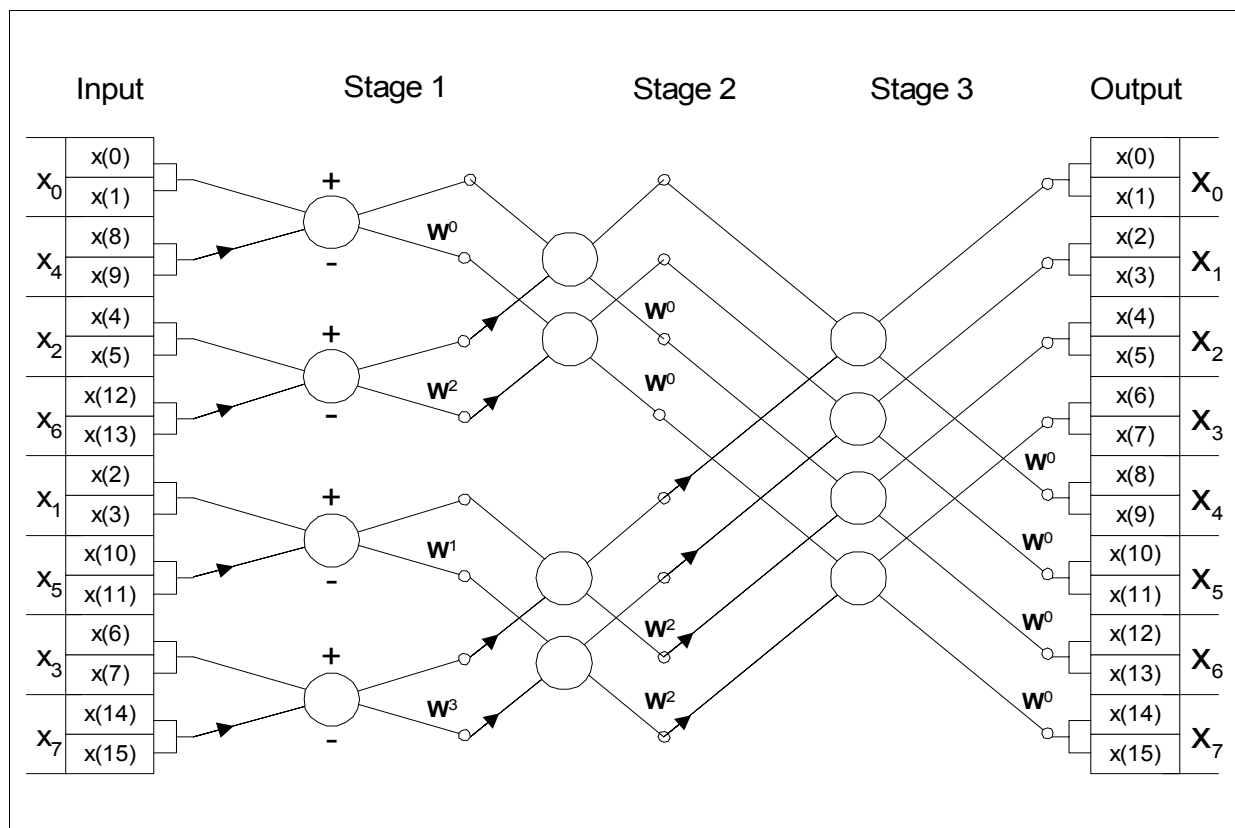 Input Stage 1 Stage 2 Stage 3 Output
x(0) + x(0)
X0 X0
x(1) x(1)
x(8) W0 x(2)
X4 X1
x(9) - x(3)
x(4) + W0 x(4)
X2 X2
x(5) x(5)
x(12) W2 W0 x(6)
X6 X3
x(13) - x(7)
x(2) + W0 x(8)
X1 X4
x(3) x(9)
x(10) W1 W0 x(10)
X5 X5
x(11) - x(11)
x(6) + W2 W0 x(12)
X3 X6
x(7) x(13)
x(14) W3 W2 W0 x(14)
X7 X7
x(15) - x(15)